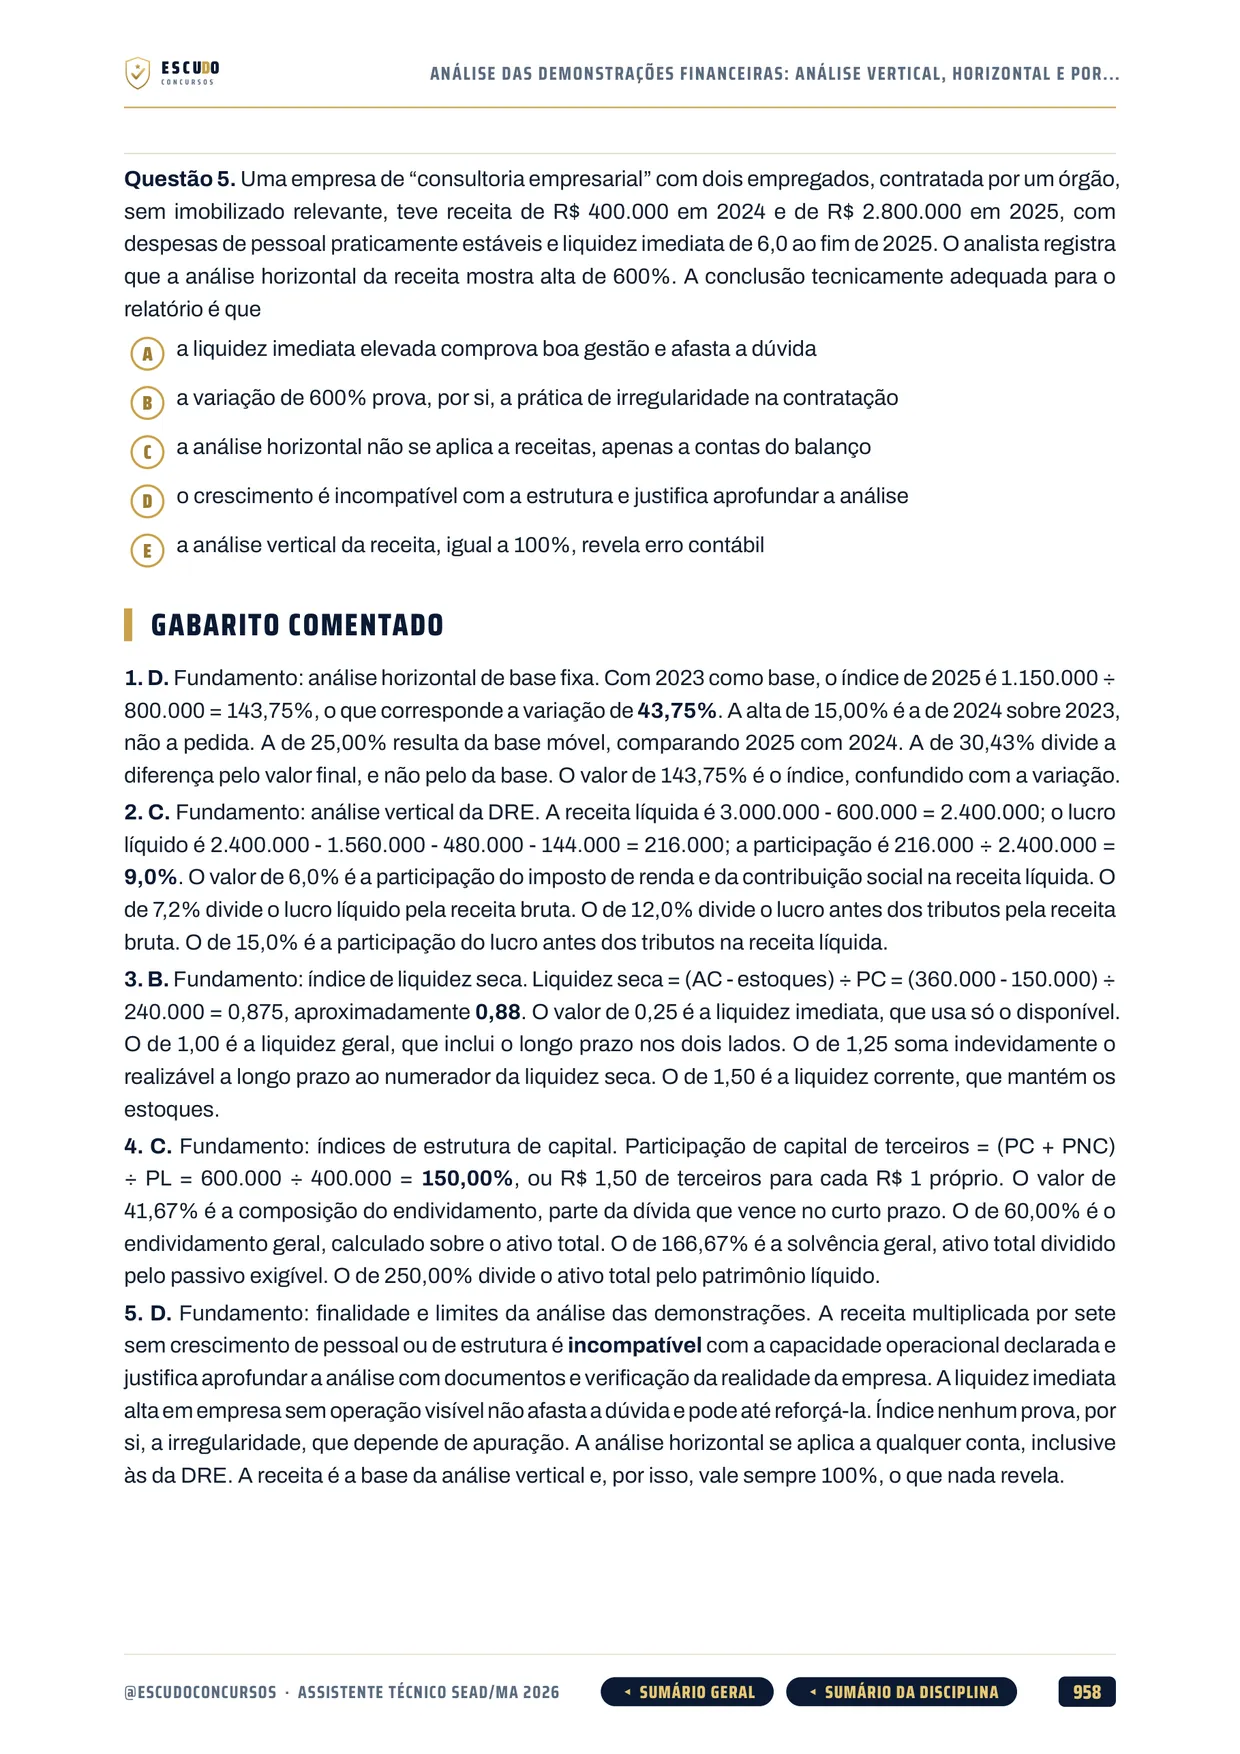 ESCUDO
CONCURSOS
ANÁLISE DAS DEMONSTRAÇÕES FINANCEIRAS: ANÁLISE VERTICAL, HORIZONTAL E POR...
Questão 5. Uma empresa de “consultoria empresarial” com dois empregados, contratada por um órgão,
sem imobilizado relevante, teve receita de R$ 400.000 em 2024 e de R$ 2.800.000 em 2025, com
despesas de pessoal praticamente estáveis e liquidez imediata de 6,0 ao fim de 2025. O analista registra
que a análise horizontal da receita mostra alta de 600%. A conclusão tecnicamente adequada para o
relatório é que
A a liquidez imediata elevada comprova boa gestão e afasta a dúvida
B a variação de 600% prova, por si, a prática de irregularidade na contratação
C a análise horizontal não se aplica a receitas, apenas a contas do balanço
D o crescimento é incompatível com a estrutura e justifica aprofundar a análise
E a análise vertical da receita, igual a 100%, revela erro contábil
GABARITO COMENTADO
1. D. Fundamento: análise horizontal de base fixa. Com 2023 como base, o índice de 2025 é 1.150.000 ÷
800.000 = 143,75%, o que corresponde a variação de 43,75%. A alta de 15,00% é a de 2024 sobre 2023,
não a pedida. A de 25,00% resulta da base móvel, comparando 2025 com 2024. A de 30,43% divide a
diferença pelo valor final, e não pelo da base. O valor de 143,75% é o índice, confundido com a variação.
2. C. Fundamento: análise vertical da DRE. A receita líquida é 3.000.000 - 600.000 = 2.400.000; o lucro
líquido é 2.400.000 - 1.560.000 - 480.000 - 144.000 = 216.000; a participação é 216.000 ÷ 2.400.000 =
9,0%. O valor de 6,0% é a participação do imposto de renda e da contribuição social na receita líquida. O
de 7,2% divide o lucro líquido pela receita bruta. O de 12,0% divide o lucro antes dos tributos pela receita
bruta. O de 15,0% é a participação do lucro antes dos tributos na receita líquida.
3. B. Fundamento: índice de liquidez seca. Liquidez seca = (AC - estoques) ÷ PC = (360.000 - 150.000) ÷
240.000 = 0,875, aproximadamente 0,88. O valor de 0,25 é a liquidez imediata, que usa só o disponível.
O de 1,00 é a liquidez geral, que inclui o longo prazo nos dois lados. O de 1,25 soma indevidamente o
realizável a longo prazo ao numerador da liquidez seca. O de 1,50 é a liquidez corrente, que mantém os
estoques.
4. C. Fundamento: índices de estrutura de capital. Participação de capital de terceiros = (PC + PNC)
÷ PL = 600.000 ÷ 400.000 = 150,00%, ou R$ 1,50 de terceiros para cada R$ 1 próprio. O valor de
41,67% é a composição do endividamento, parte da dívida que vence no curto prazo. O de 60,00% é o
endividamento geral, calculado sobre o ativo total. O de 166,67% é a solvência geral, ativo total dividido
pelo passivo exigível. O de 250,00% divide o ativo total pelo patrimônio líquido.
5. D. Fundamento: finalidade e limites da análise das demonstrações. A receita multiplicada por sete
sem crescimento de pessoal ou de estrutura é incompatível com a capacidade operacional declarada e
justifica aprofundar a análise com documentos e verificação da realidade da empresa. A liquidez imediata
alta em empresa sem operação visível não afasta a dúvida e pode até reforçá-la. Índice nenhum prova, por
si, a irregularidade, que depende de apuração. A análise horizontal se aplica a qualquer conta, inclusive
às da DRE. A receita é a base da análise vertical e, por isso, vale sempre 100%, o que nada revela.
@ESCUDOCONCURSOS · ASSISTENTE TÉCNICO SEAD/MA 2026
SUMÁRIO GERAL
SUMÁRIO DA DISCIPLINA
958